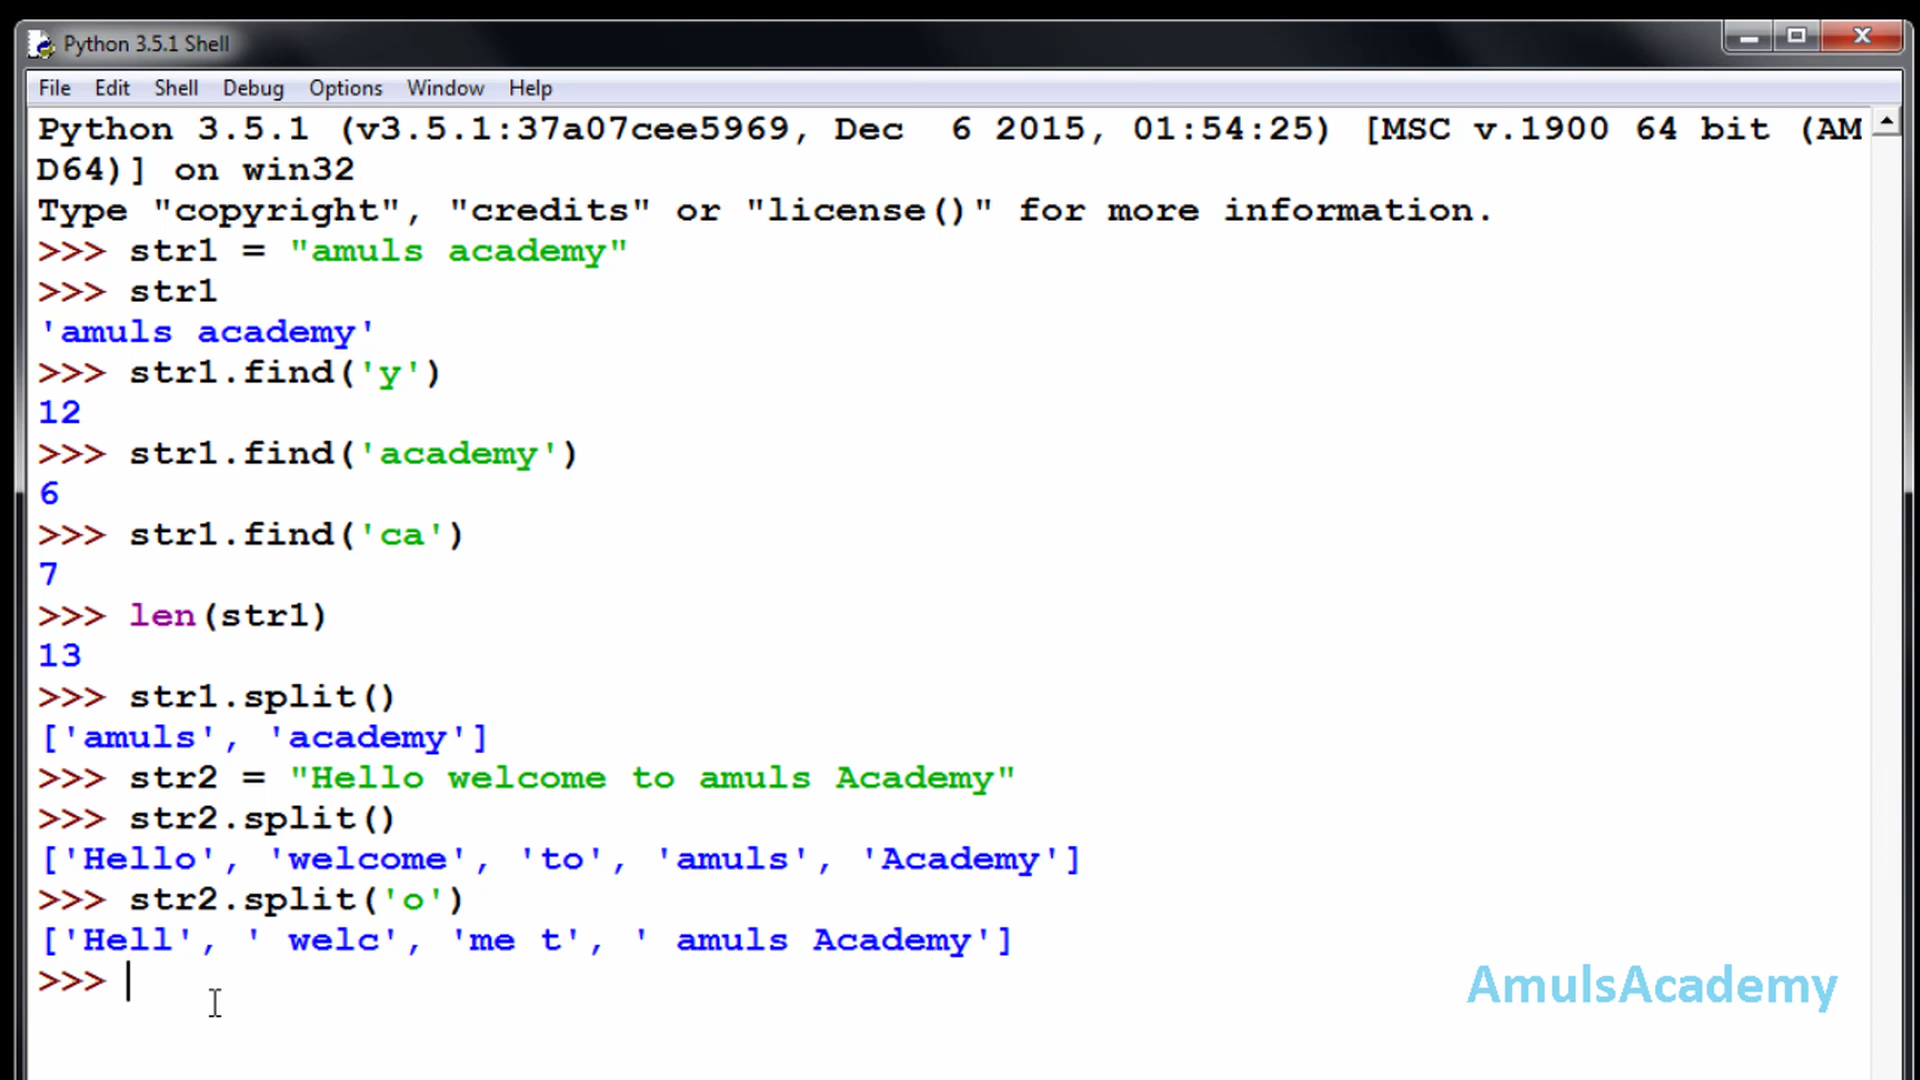 Python 3.5.1 Shell
File Edit Shell Debug Options Window Help
Python 3.5.1 (v3.5.1:37a07cee5969, Dec  6 2015, 01:54:25) [MSC v.1900 64 bit (AM
D64)] on win32
Type "copyright", "credits" or "license()" for more information.
>>> str1 = "amuls academy"
>>> str1
'amuls academy'
>>> str1.find('y')
12
>>> str1.find('academy')
6
>>> str1.find('ca')
7
>>> len(str1)
13
>>> str1.split()
['amuls', 'academy']
>>> str2 = "Hello welcome to amuls Academy"
>>> str2.split()
['Hello', 'welcome', 'to', 'amuls', 'Academy']
>>> str2.split('o')
['Hell', ' welc', 'me t', ' amuls Academy']
>>>
AmulsAcademy